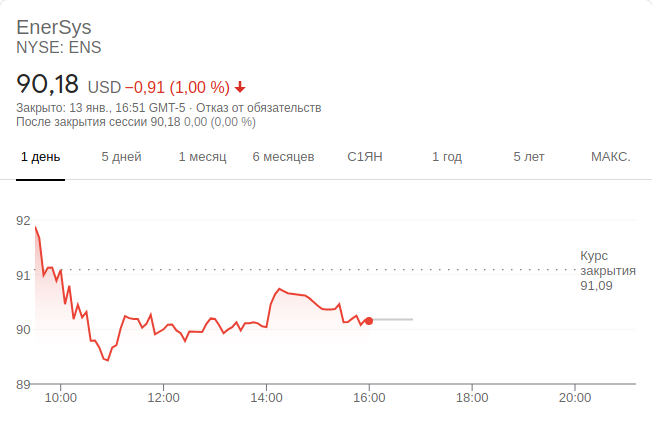 EnerSys
NYSE: ENS
90,18 USD −0,91 (1,00 %)
Закрыто: 13 янв., 16:51 GMT-5 · Отказ от обязательств
После закрытия сессии 90,18 0,00 (0,00 %)
1 день 5 дней 1 месяц 6 месяцев С1ЯН 1 год 5 лет МАКС.
92
Курс
91 закрытия
91,09
90
89
10:00 12:00 14:00 16:00 18:00 20:00